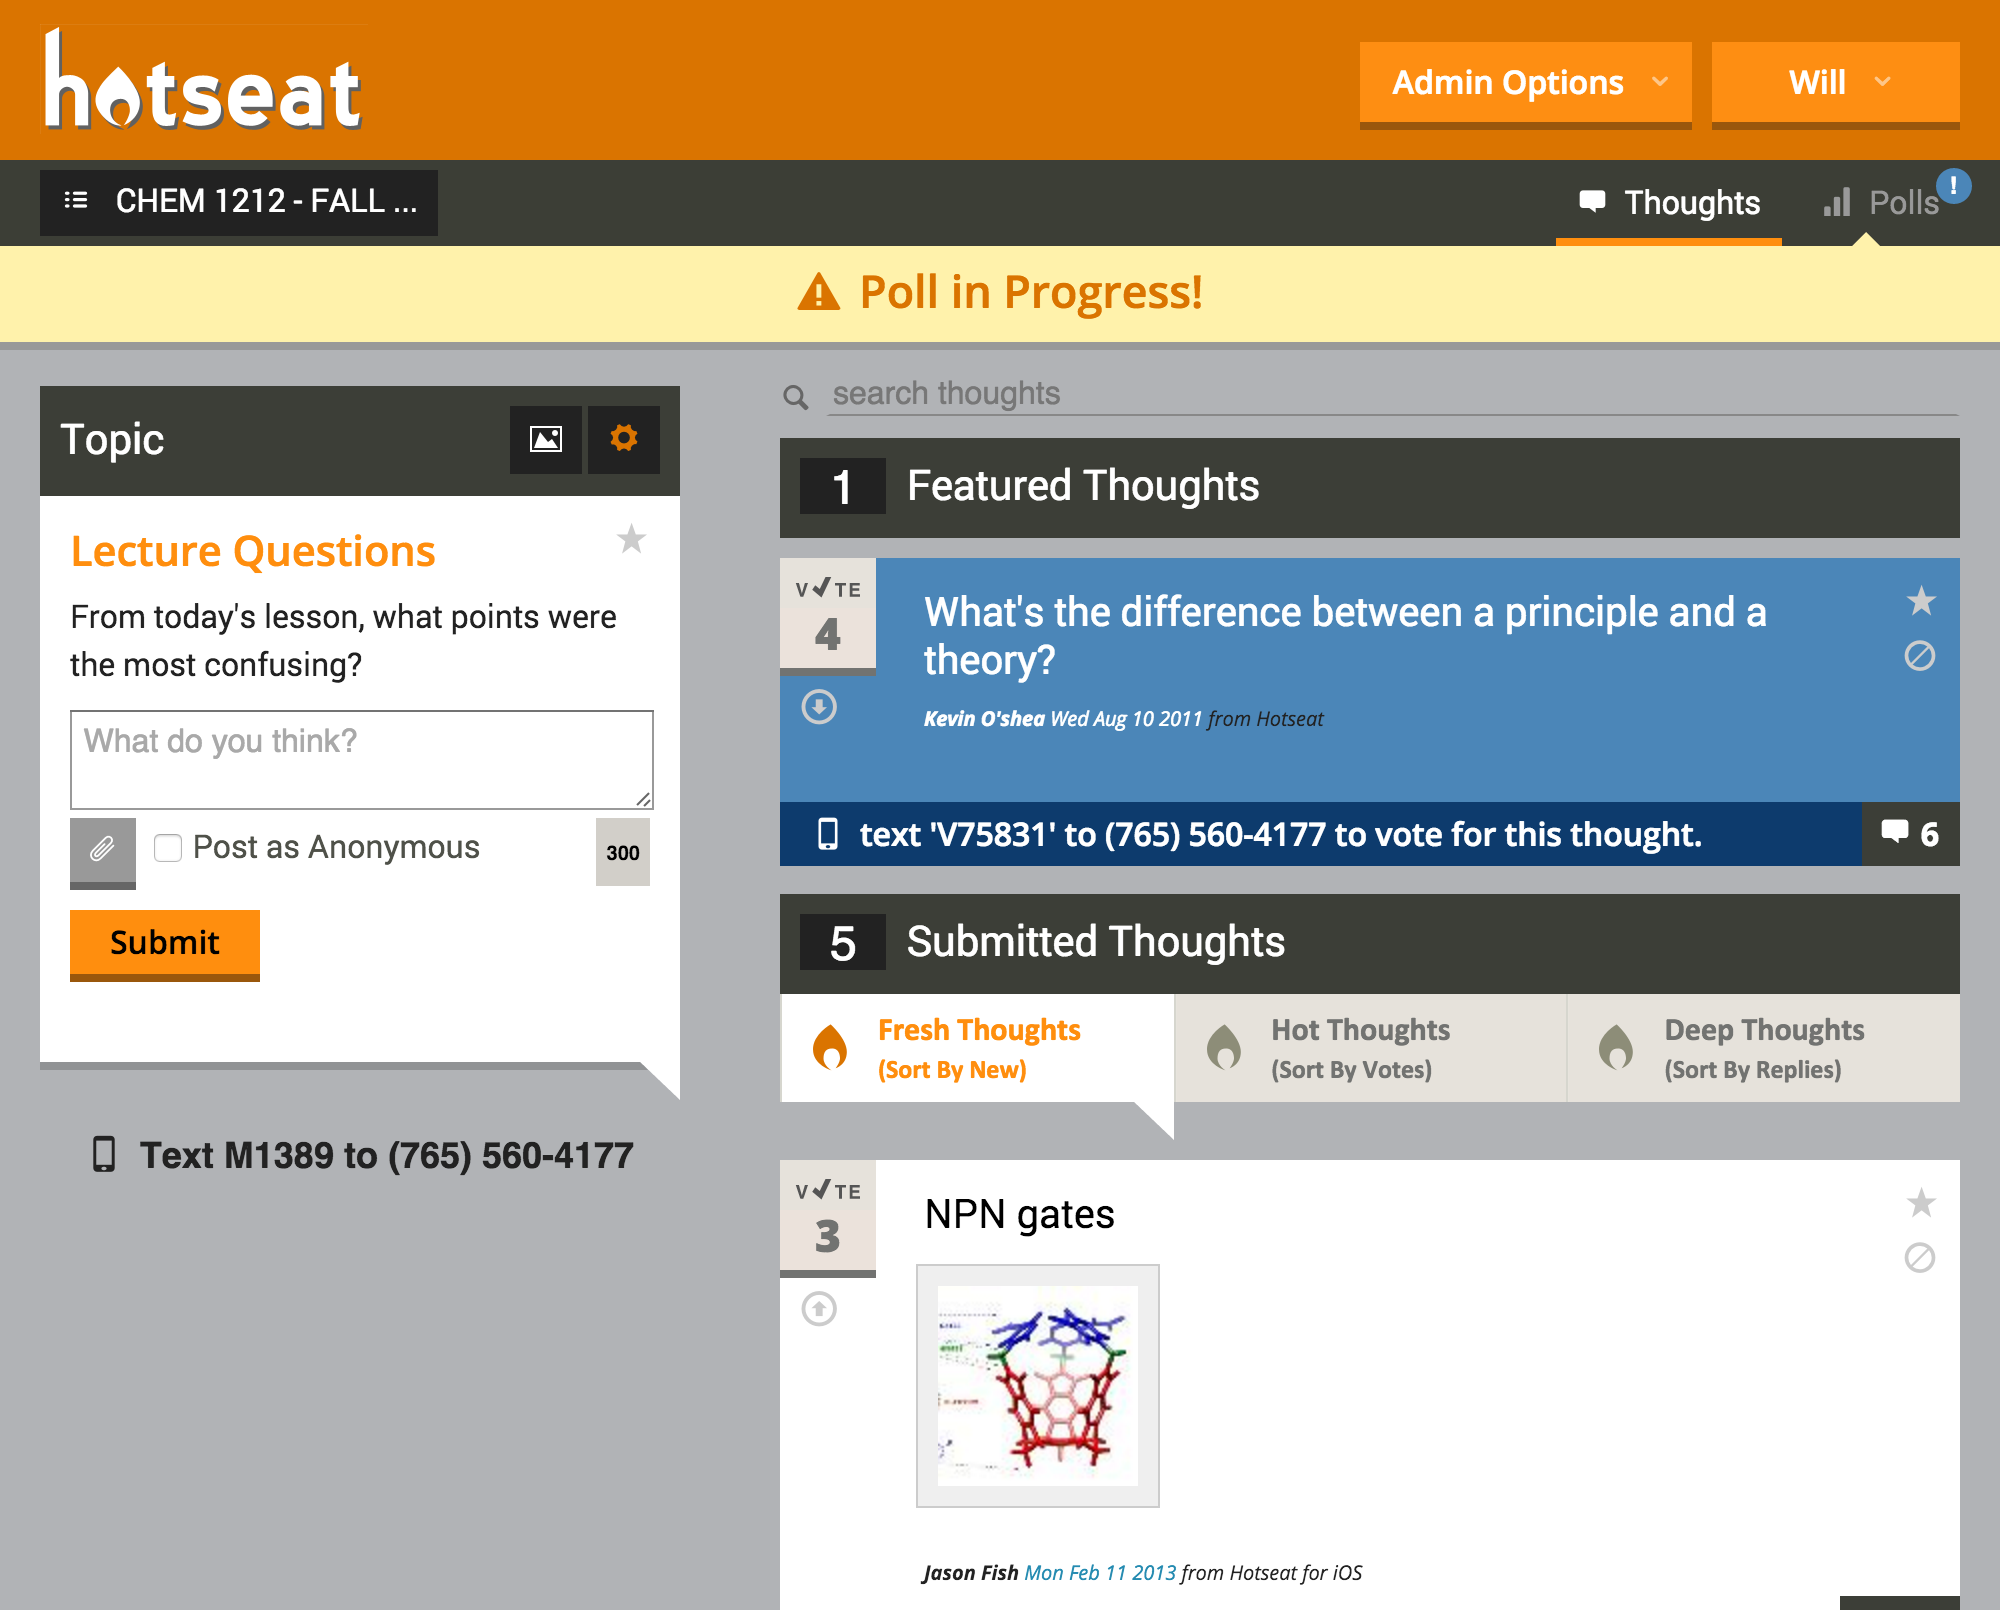 hotseat
Admin Options
Will
CHEM 1212 - FALL ...
Thoughts
Polls
!
Poll in Progress!
Topic
Lecture Questions
From today's lesson, what points were
the most confusing?
What do you think?
Post as Anonymous
300
Submit
Text M1389 to (765) 560-4177
search thoughts
1
Featured Thoughts
V✓TE
4
What's the difference between a principle and a
theory?
Kevin O'shea Wed Aug 10 2011 from Hotseat
text 'V75831' to (765) 560-4177 to vote for this thought.
6
5
Submitted Thoughts
Fresh Thoughts
(Sort By New)
Hot Thoughts
(Sort By Votes)
Deep Thoughts
(Sort By Replies)
V✓TE
3
NPN gates
Jason Fish Mon Feb 11 2013 from Hotseat for iOS